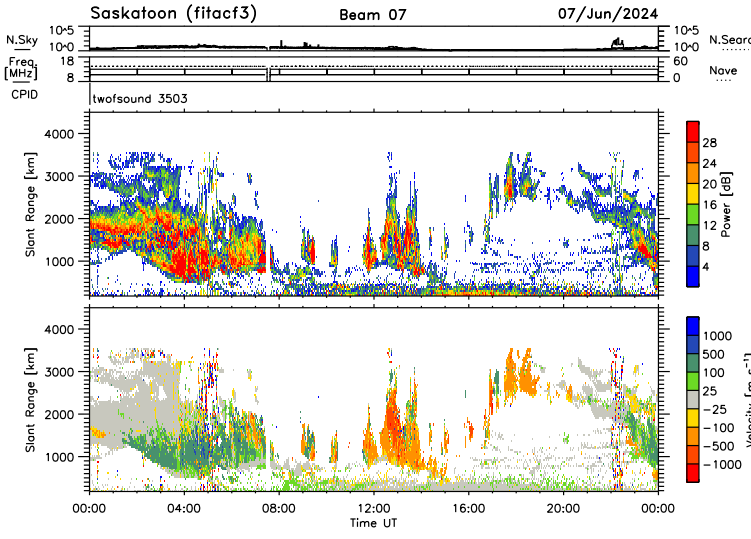 Saskatoon (fitacf3) Beam 07 07/Jun/2024
N.Sky 10^5 10^0 10^5 10^0 N.Searc
Freq. [MHz] 18 8 60 0 Nave
CPID twofsound 3503
Slant Range [km] 4000 3000 2000 1000
28 24 20 16 12 8 4 Power [dB]
Slant Range [km] 4000 3000 2000 1000
1000 500 100 25 -25 -100 -500 -1000 Velocity [m s^-1]
00:00 04:00 08:00 12:00 16:00 20:00 00:00
Time UT